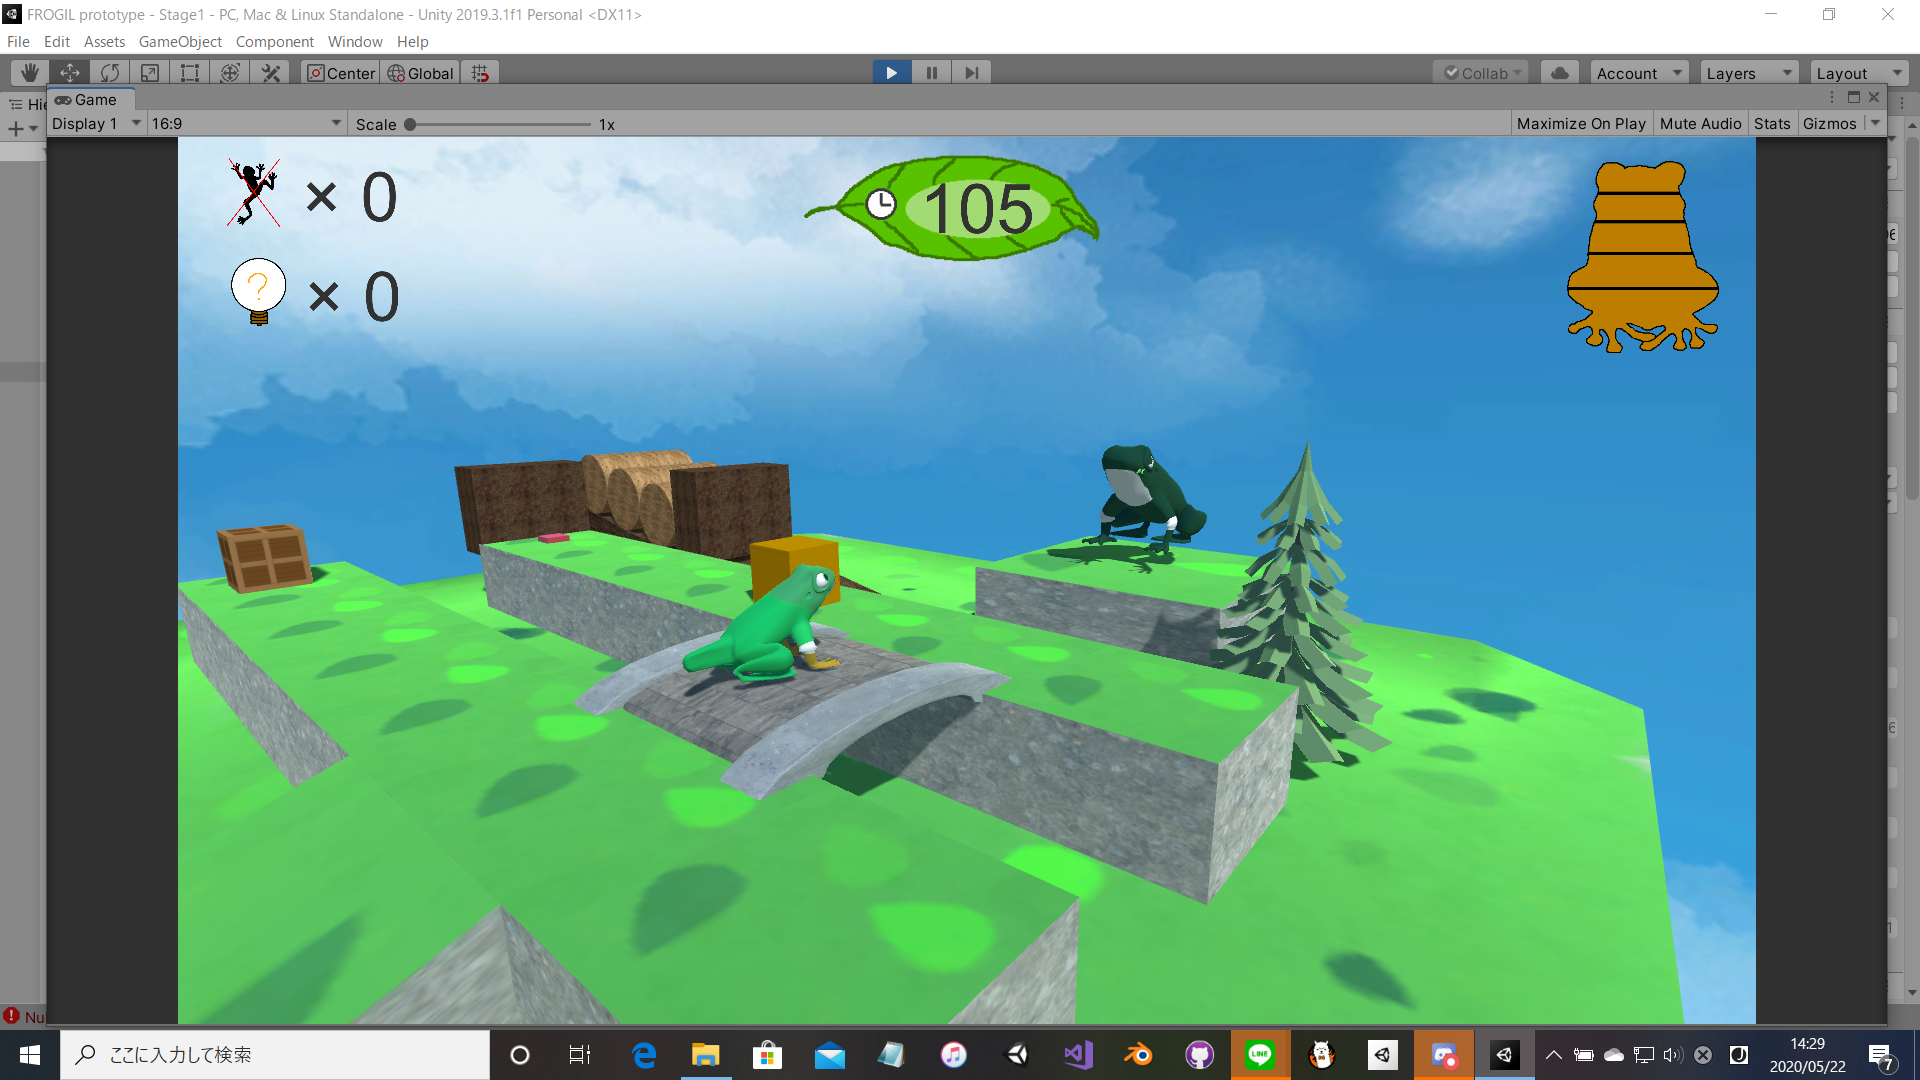 FROGIL prototype - Stage1 - PC, Mac & Linux Standalone - Unity 2019.3.1f1 Personal <DX11>
File Edit Assets GameObject Component Window Help
Center Global Collab Account Layers Layout
Game
Display 1 16:9 Scale 1x Maximize On Play Mute Audio Stats Gizmos
× 0
105
? × 0
ここに入力して検索
LINE
14:29
2020/05/22
7